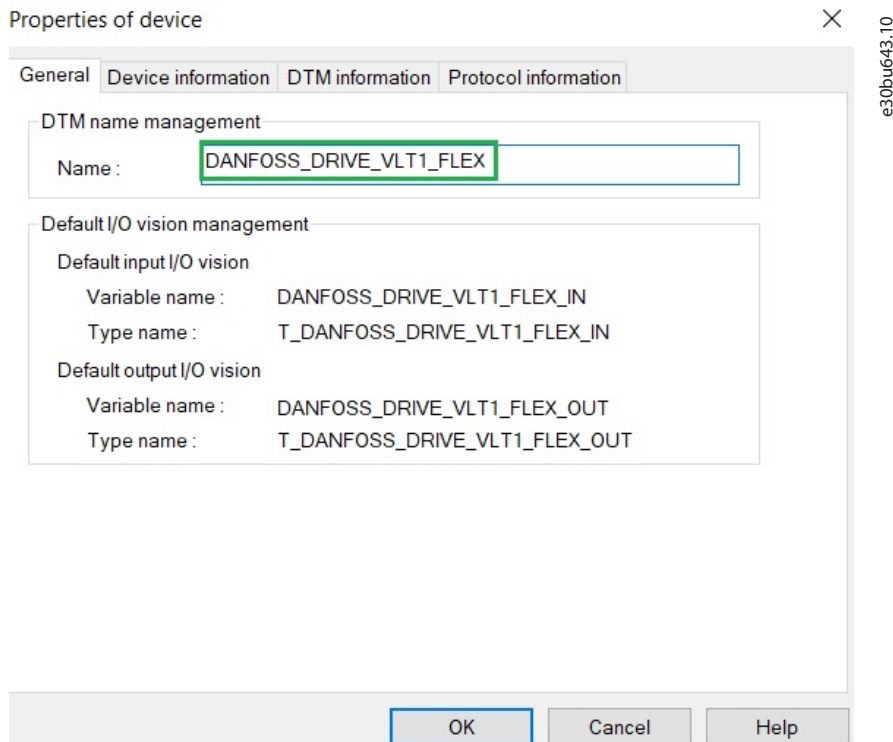 Properties of device
e30bu643.10
General Device information DTM information Protocol information
DTM name management
Name : DANFOSS_DRIVE_VLT1_FLEX
Default I/O vision management
Default input I/O vision
Variable name : DANFOSS_DRIVE_VLT1_FLEX_IN
Type name : T_DANFOSS_DRIVE_VLT1_FLEX_IN
Default output I/O vision
Variable name : DANFOSS_DRIVE_VLT1_FLEX_OUT
Type name : T_DANFOSS_DRIVE_VLT1_FLEX_OUT
OK Cancel Help